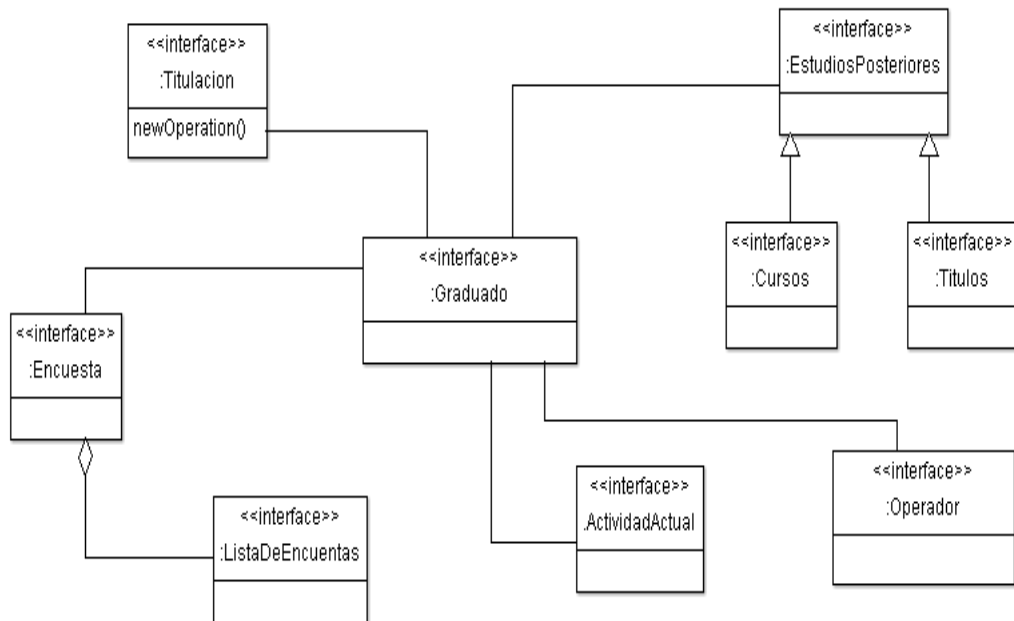 <<interface>>
:Titulacion
newOperation()
<<interface>>
:EstudiosPosteriores
<<interface>>
:Graduado
<<interface>>
:Cursos
<<interface>>
:Titulos
<<interface>>
:Encuesta
<<interface>>
:ListaDeEncuentas
<<interface>>
:ActividadActual
<<interface>>
:Operador